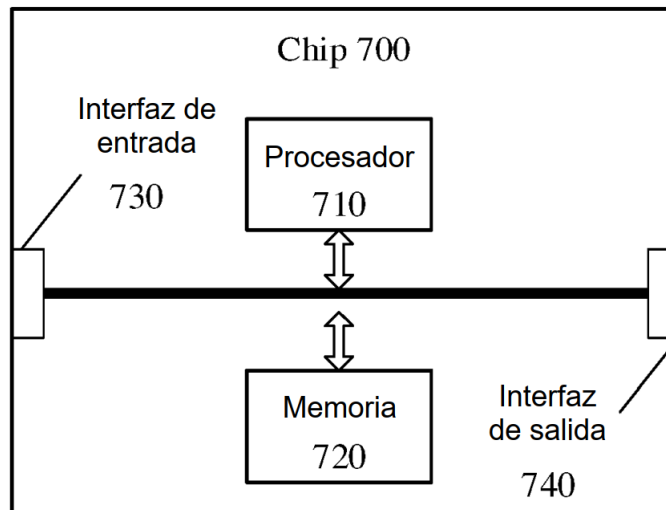 Chip 700
Interfaz de
entrada
730
Procesador
710
Memoria
720
Interfaz
de salida
740